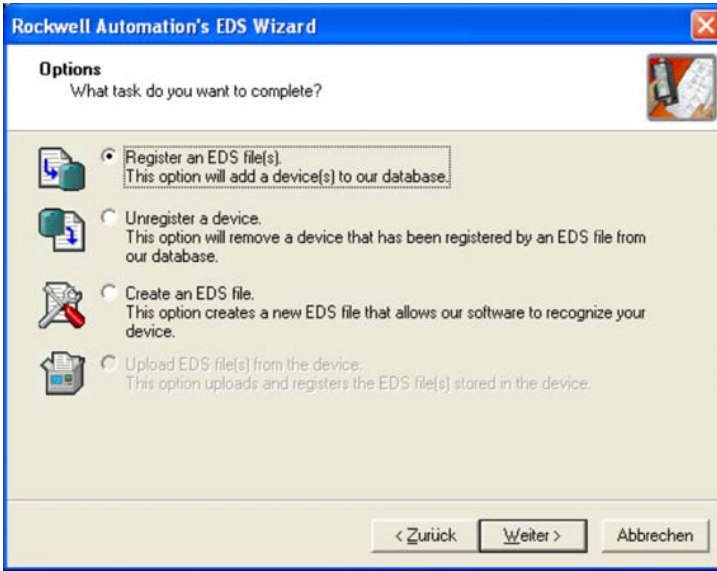 Rockwell Automation's EDS Wizard
Options
What task do you want to complete?
Register an EDS file(s).
This option will add a device(s) to our database.
Unregister a device.
This option will remove a device that has been registered by an EDS file from
our database.
Create an EDS file.
This option creates a new EDS file that allows our software to recognize your
device.
Upload EDS file(s) from the device.
This option uploads and registers the EDS file(s) stored in the device.
< Zurück Weiter > Abbrechen